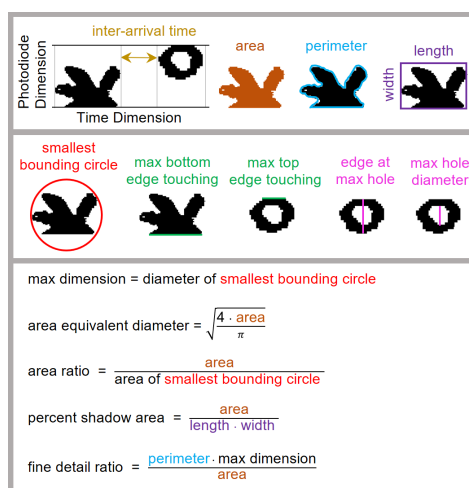 inter-arrival time
Photodiode
Dimension
Time Dimension
area
perimeter
length
width
smallest
bounding circle
max bottom
edge touching
max top
edge touching
edge at
max hole
max hole
diameter
max dimension = diameter of smallest bounding circle
area equivalent diameter = √(4 · area / π)
area ratio = area / area of smallest bounding circle
percent shadow area = area / length · width
fine detail ratio = perimeter · max dimension / area